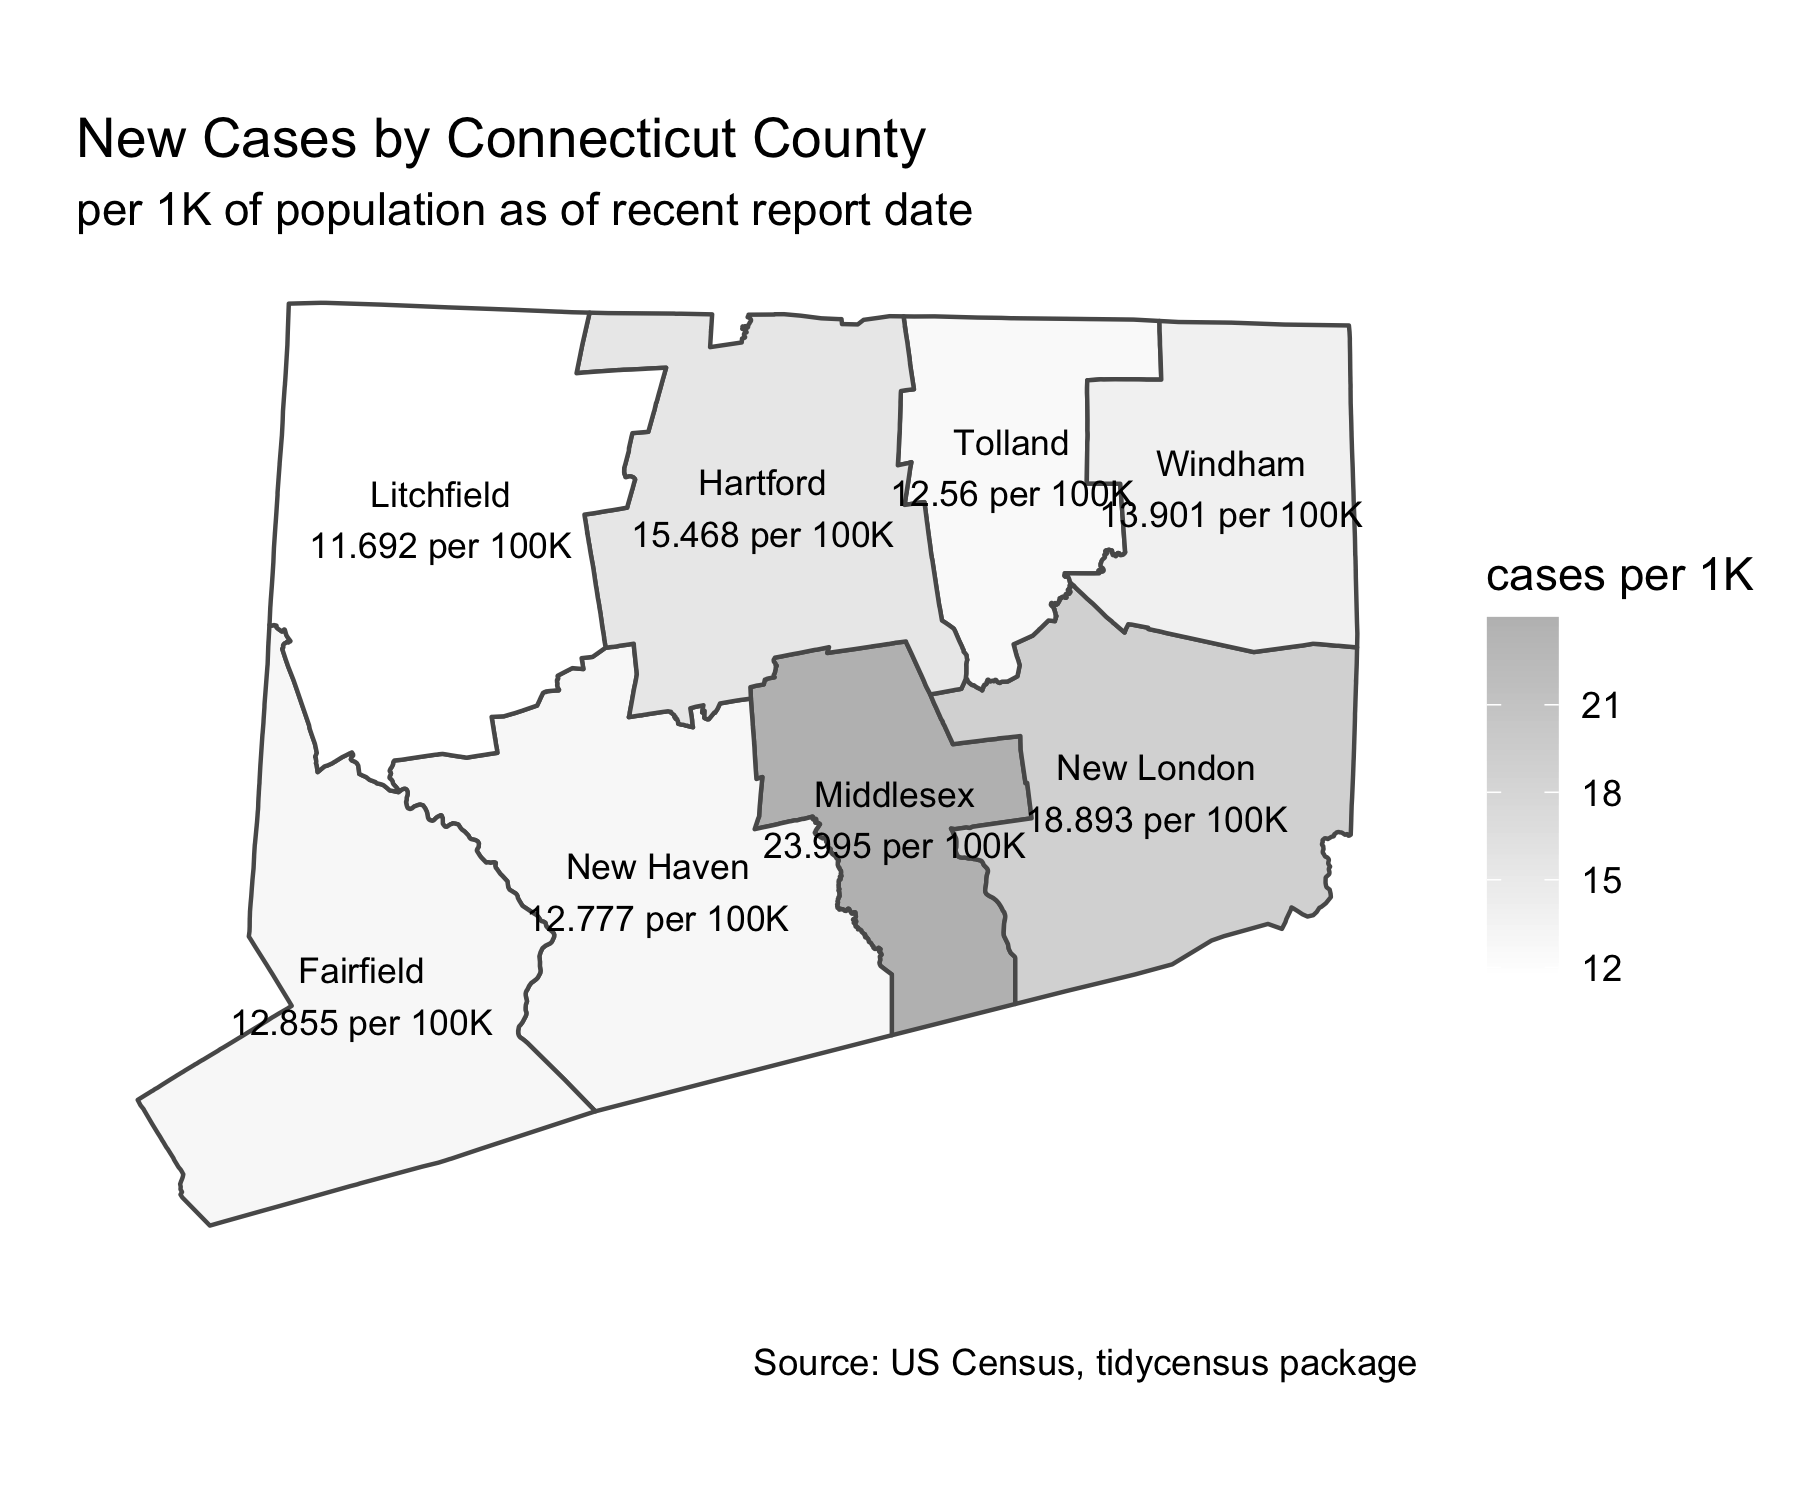 New Cases by Connecticut County
per 1K of population as of recent report date
Litchfield
11.692 per 100K
Hartford
15.468 per 100K
Tolland
12.56 per 100K
Windham
13.901 per 100K
Middlesex
23.995 per 100K
New London
18.893 per 100K
New Haven
12.777 per 100K
Fairfield
12.855 per 100K
cases per 1K
21
18
15
12
Source: US Census, tidycensus package